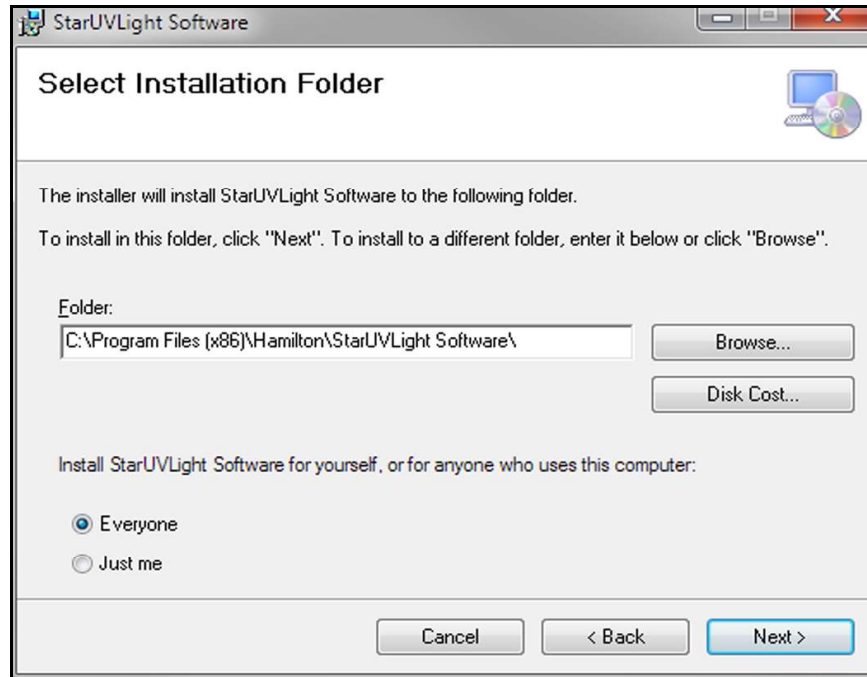 StarUVLight Software
Select Installation Folder
The installer will install StarUVLight Software to the following folder.
To install in this folder, click "Next". To install to a different folder, enter it below or click "Browse".
Folder:
C:\Program Files (x86)\Hamilton\StarUVLight Software\
Browse...
Disk Cost...
Install StarUVLight Software for yourself, or for anyone who uses this computer:
Everyone
Just me
Cancel
< Back
Next >